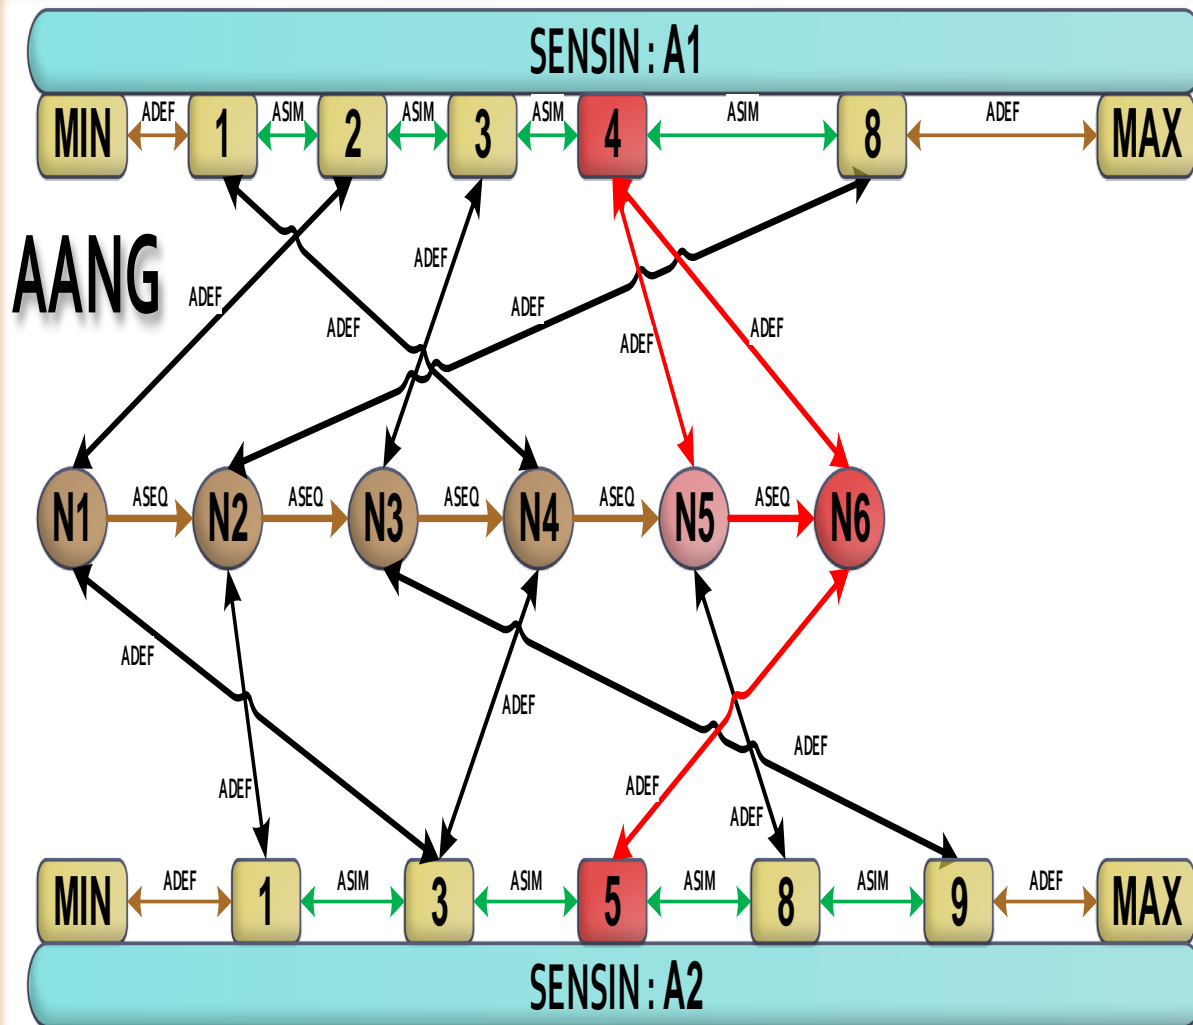 SENSIN : A1
MIN ADEF 1 ASIM 2 ASIM 3 ASIM 4 ASIM 8 ADEF MAX
AANG
ADEF
ADEF
ADEF
ADEF
ADEF
ADEF
N1 ASEQ N2 ASEQ N3 ASEQ N4 ASEQ N5 ASEQ N6
ADEF
ADEF
ADEF
ADEF
ADEF
ADEF
MIN ADEF 1 ASIM 3 ASIM 5 ASIM 8 ASIM 9 ADEF MAX
SENSIN : A2